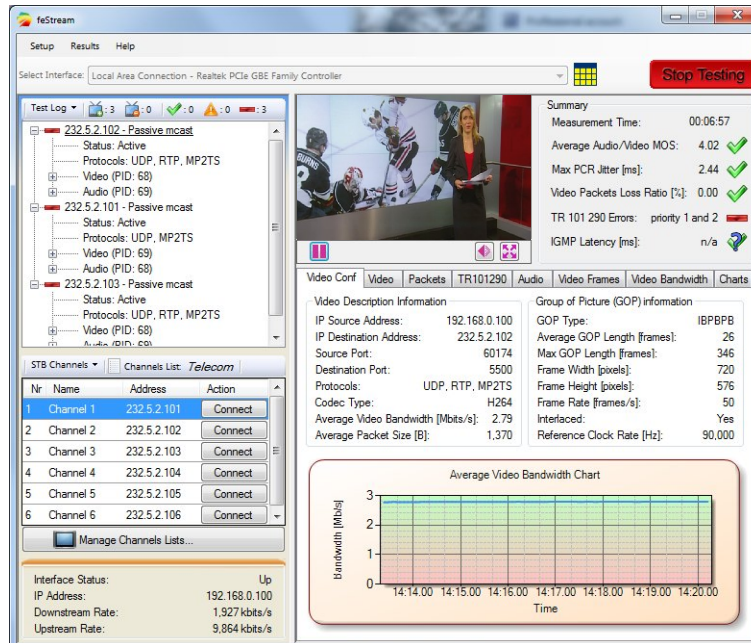 feStream
Setup Results Help
Select Interface: Local Area Connection - Realtek PCIe GBE Family Controller
Stop Testing
Test Log :3 :0 :0 :0 :3
232.5.2.102 - Passive mcast
Status: Active
Protocols: UDP, RTP, MP2TS
Video (PID: 68)
Audio (PID: 69)
232.5.2.101 - Passive mcast
Status: Active
Protocols: UDP, MP2TS
Video (PID: 69)
Audio (PID: 68)
232.5.2.103 - Passive mcast
Status: Active
Protocols: UDP, RTP, MP2TS
Video (PID: 68)
Audio (PID: 69)
STB Channels Channels List: Telecom
Nr Name Address Action
1 Channel 1 232.5.2.101 Connect
2 Channel 2 232.5.2.102 Connect
3 Channel 3 232.5.2.103 Connect
4 Channel 4 232.5.2.104 Connect
5 Channel 5 232.5.2.105 Connect
6 Channel 6 232.5.2.106 Connect
Manage Channels Lists...
Interface Status: Up
IP Address: 192.168.0.100
Downstream Rate: 1,927 kbits/s
Upstream Rate: 9,864 kbits/s
BURNS
Summary
Measurement Time: 00:06:57
Average Audio/Video MOS: 4.02
Max PCR Jitter [ms]: 2.44
Video Packets Loss Ratio [%]: 0.00
TR 101 290 Errors: priority 1 and 2
IGMP Latency [ms]: n/a
Video Conf Video Packets TR101290 Audio Video Frames Video Bandwidth Charts
Video Description Information
IP Source Address: 192.168.0.100
IP Destination Address: 232.5.2.102
Source Port: 60174
Destination Port: 5500
Protocols: UDP, RTP, MP2TS
Codec Type: H264
Average Video Bandwidth [Mbits/s]: 2.79
Average Packet Size [B]: 1,370
Group of Picture (GOP) information
GOP Type: IBPBPB
Average GOP Length [frames]: 26
Max GOP Length [frames]: 346
Frame Width [pixels]: 720
Frame Height [pixels]: 576
Frame Rate [frames/s]: 50
Interlaced: Yes
Reference Clock Rate [Hz]: 90,000
Average Video Bandwidth Chart
Bandwidth [Mb/s]
3
2
1
0
14:14.00 14:15.00 14:16.00 14:17.00 14:18.00 14:19.00 14:20.00
Time